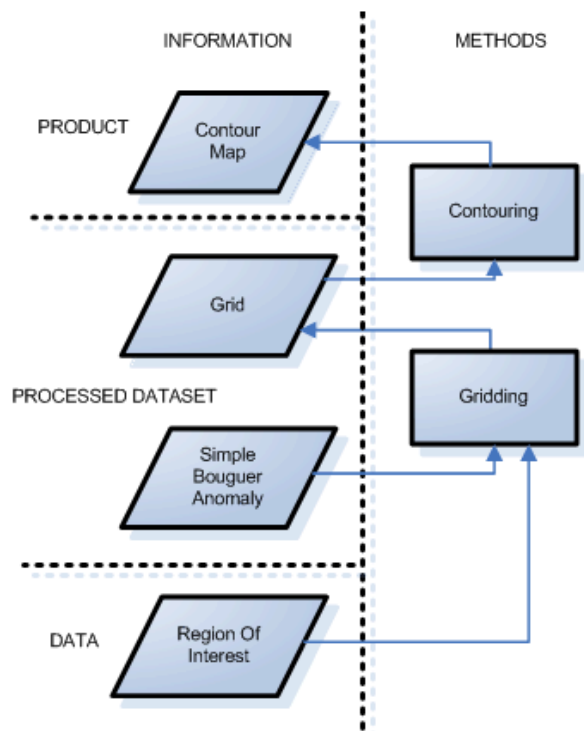 INFORMATION
METHODS
PRODUCT
Contour
Map
Contouring
Grid
Gridding
PROCESSED DATASET
Simple
Bouguer
Anomaly
DATA
Region Of
Interest